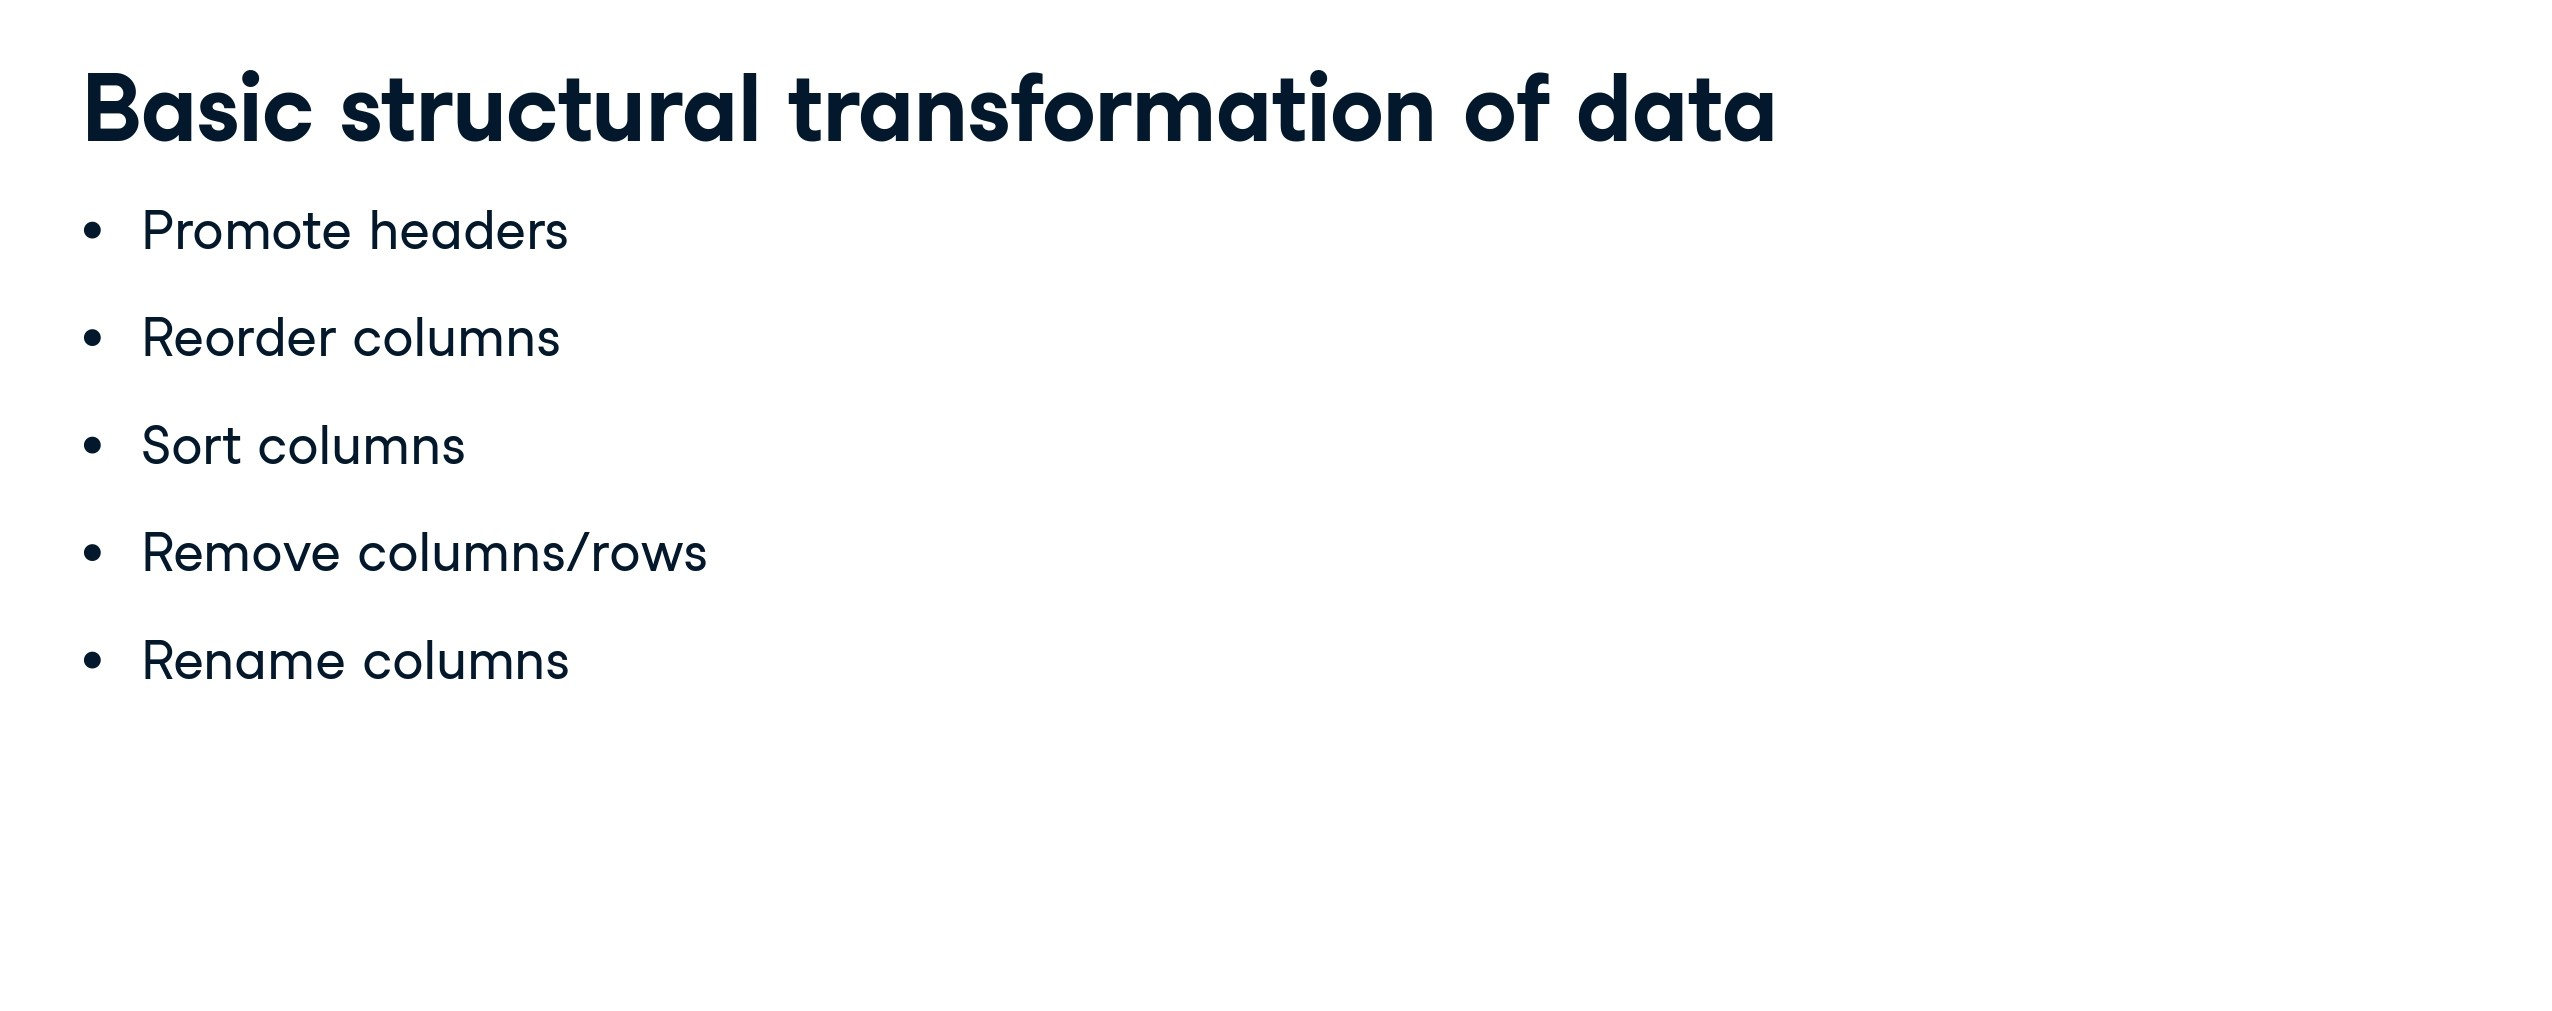 Basic structural transformation of data
• Promote headers
• Reorder columns
• Sort columns
• Remove columns/rows
• Rename columns